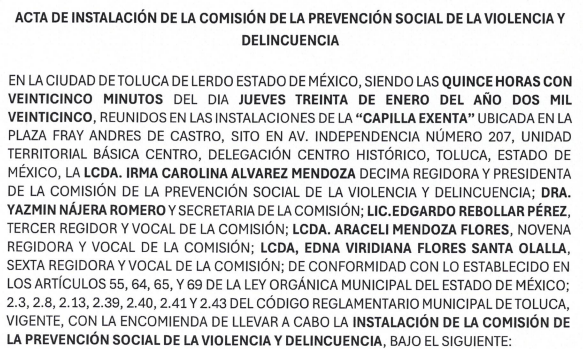 ACTA DE INSTALACIÓN DE LA COMISIÓN DE LA PREVENCIÓN SOCIAL DE LA VIOLENCIA Y
DELINCUENCIA
EN LA CIUDAD DE TOLUCA DE LERDO ESTADO DE MÉXICO, SIENDO LAS QUINCE HORAS CON
VEINTICINCO MINUTOS DEL DIA JUEVES TREINTA DE ENERO DEL AÑO DOS MIL
VEINTICINCO, REUNIDOS EN LAS INSTALACIONES DE LA “CAPILLA EXENTA” UBICADA EN LA
PLAZA FRAY ANDRES DE CASTRO, SITO EN AV. INDEPENDENCIA NÚMERO 207, UNIDAD
TERRITORIAL BÁSICA CENTRO, DELEGACIÓN CENTRO HISTÓRICO, TOLUCA, ESTADO DE
MÉXICO, LA LCDA. IRMA CAROLINA ALVAREZ MENDOZA DECIMA REGIDORA Y PRESIDENTA
DE LA COMISIÓN DE LA PREVENCIÓN SOCIAL DE LA VIOLENCIA Y DELINCUENCIA; DRA.
YAZMIN NÁJERA ROMERO Y SECRETARIA DE LA COMISIÓN; LIC.EDGARDO REBOLLAR PÉREZ,
TERCER REGIDOR Y VOCAL DE LA COMISIÓN; LCDA. ARACELI MENDOZA FLORES, NOVENA
REGIDORA Y VOCAL DE LA COMISIÓN; LCDA, EDNA VIRIDIANA FLORES SANTA OLALLA,
SEXTA REGIDORA Y VOCAL DE LA COMISIÓN; DE CONFORMIDAD CON LO ESTABLECIDO EN
LOS ARTÍCULOS 55, 64, 65, Y 69 DE LA LEY ORGÁNICA MUNICIPAL DEL ESTADO DE MÉXICO;
2.3, 2.8, 2.13, 2.39, 2.40, 2.41 Y 2.43 DEL CÓDIGO REGLAMENTARIO MUNICIPAL DE TOLUCA,
VIGENTE, CON LA ENCOMIENDA DE LLEVAR A CABO LA INSTALACIÓN DE LA COMISIÓN DE
LA PREVENCIÓN SOCIAL DE LA VIOLENCIA Y DELINCUENCIA, BAJO EL SIGUIENTE: